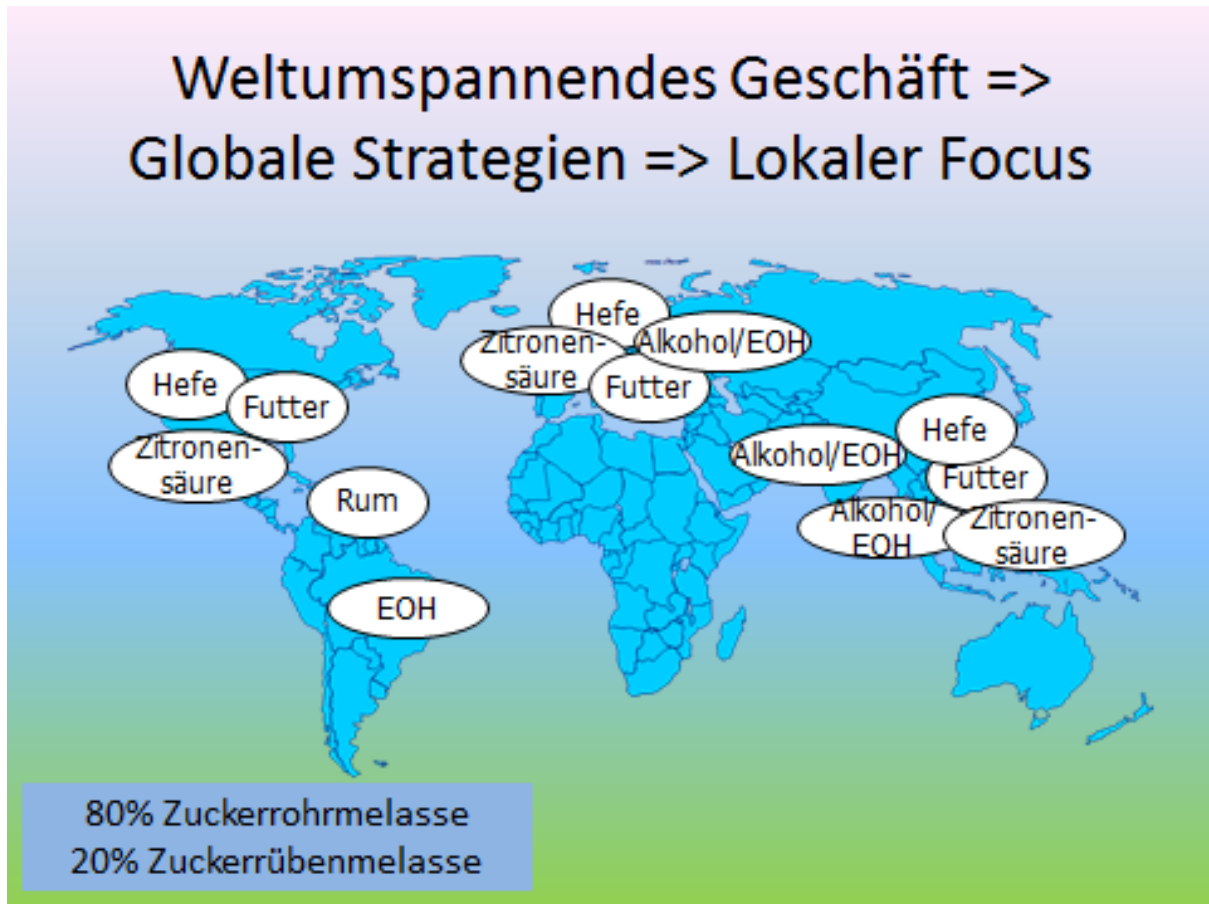 Weltumspannendes Geschäft =>
Globale Strategien => Lokaler Focus
Hefe
Zitronen-
säure
Alkohol/EOH
Futter
Hefe
Futter
Zitronen-
säure
Rum
EOH
Alkohol/EOH
Hefe
Futter
Alkohol/
EOH
Zitronen-
säure
80% Zuckerrohrmelasse
20% Zuckerrübenmelasse